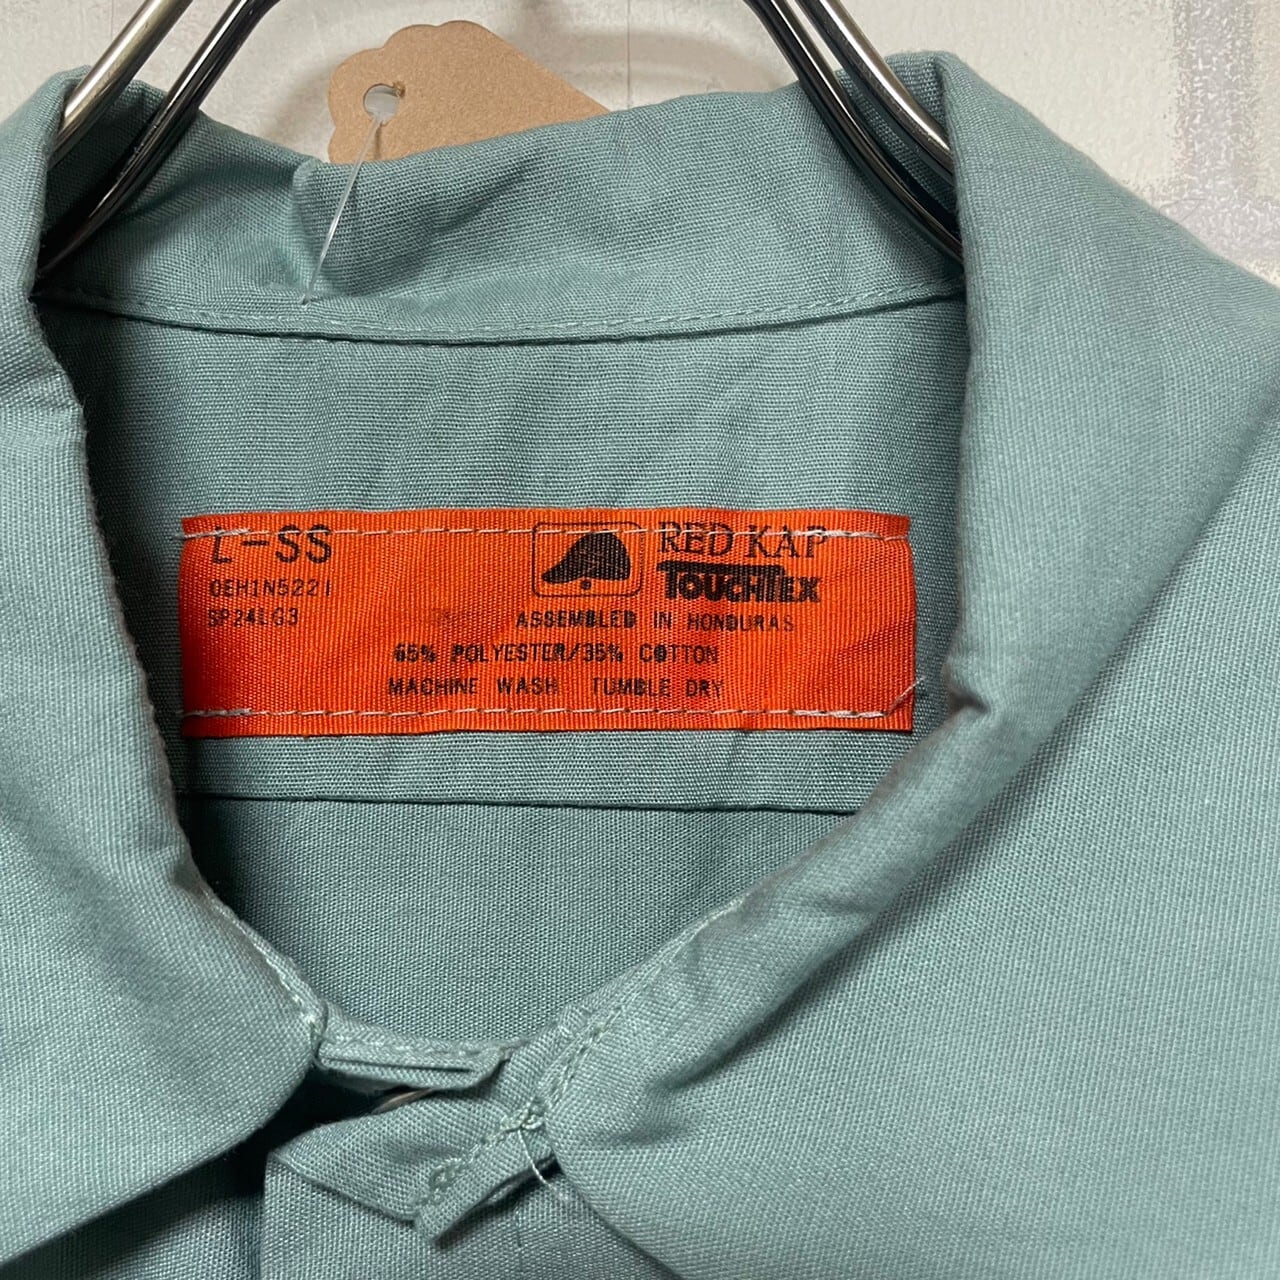 L-SS
RED KAP
TOUCHTEX
OEH1N5221
SP24LG3
ASSEMBLED IN HONDURAS
65% POLYESTER/35% COTTON
MACHINE WASH TUMBLE DRY